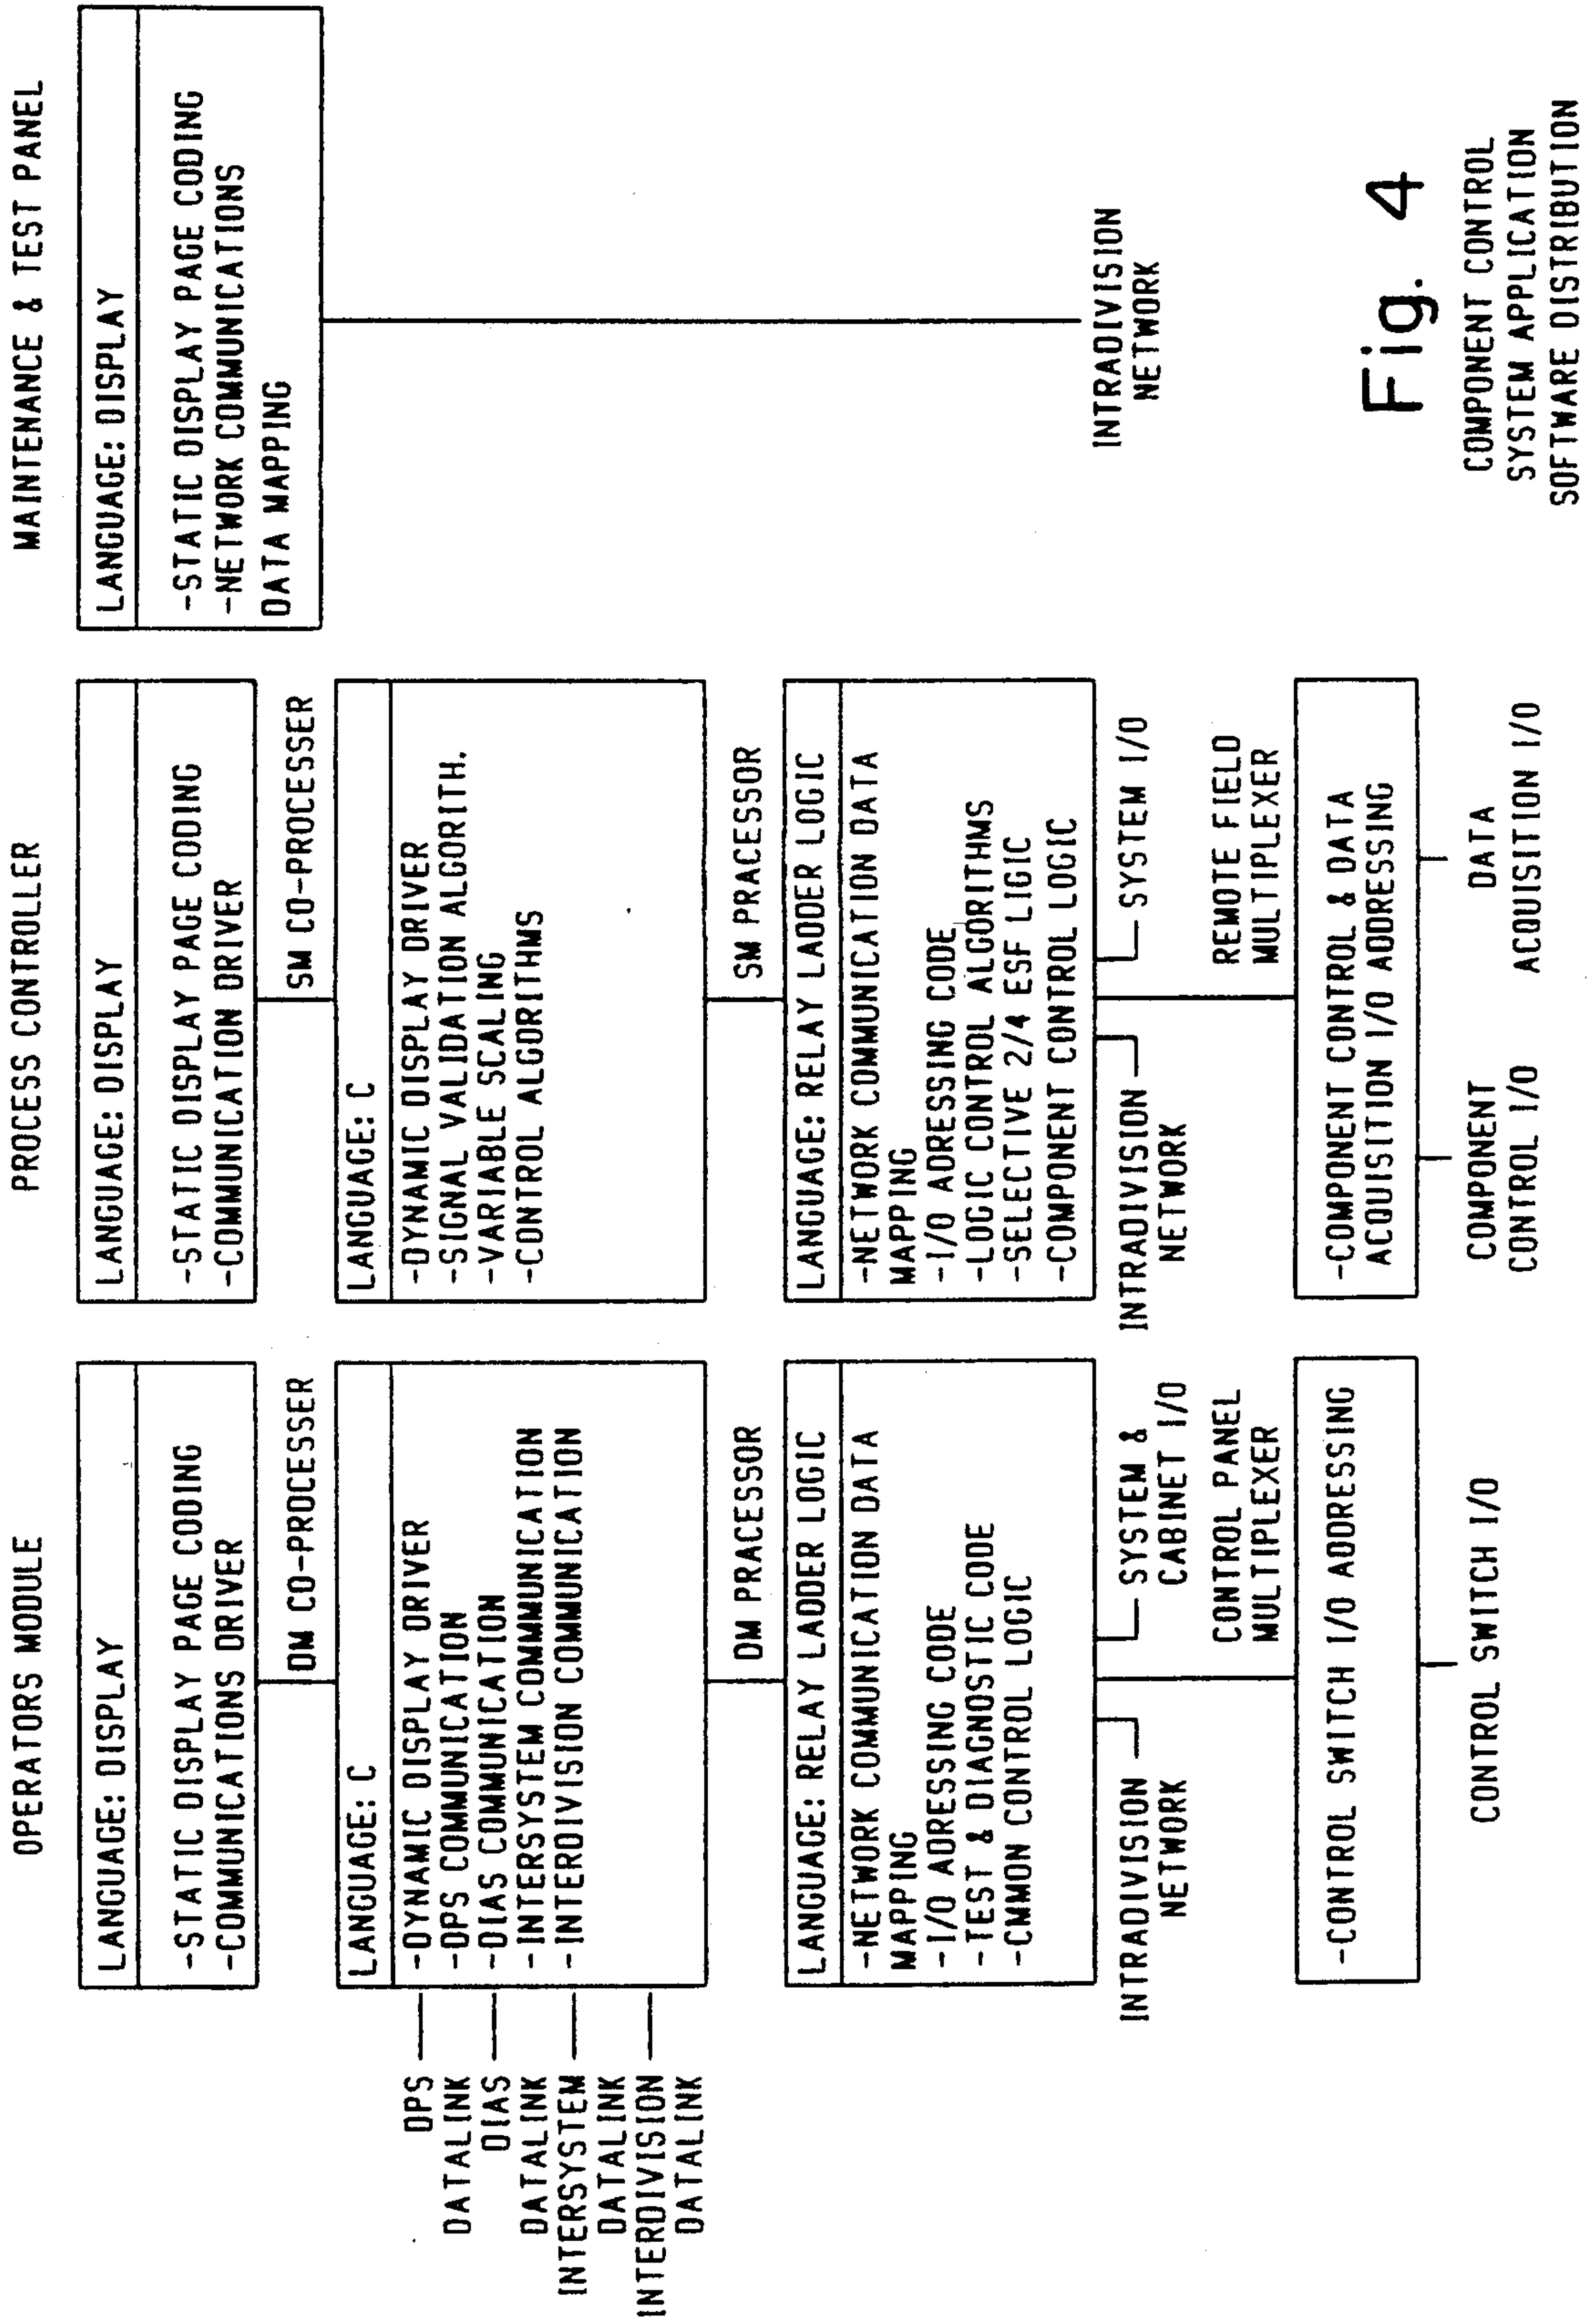 OPERATORS MODULE
LANGUAGE: DISPLAY
-STATIC DISPLAY PAGE CODING
-COMMUNICATIONS DRIVER
DM CO-PROCESSER
LANGUAGE: C
-DYNAMIC DISPLAY DRIVER
-DPS COMMUNICATION
-DIAS COMMUNICATION
-INTERSYSTEM COMMUNICATION
-INTERDIVISION COMMUNICATION
DPS
DATALINK
DIAS
DATALINK
INTERSYSTEM
DATALINK
INTERDIVISION
DATALINK
DM PRACESSOR
LANGUAGE: RELAY LADDER LOGIC
-NETWORK COMMUNICATION DATA
MAPPING
-I/O ADRESSING CODE
-TEST & DIAGNOSTIC CODE
-CMMON CONTROL LOGIC
INTRADIVISION
NETWORK
SYSTEM &
CABINET I/O
CONTROL PANEL
MULTIPLEXER
-CONTROL SWITCH I/O ADDRESSING
CONTROL SWITCH I/O
PROCESS CONTROLLER
LANGUAGE: DISPLAY
-STATIC DISPLAY PAGE CODING
-COMMUNICATION DRIVER
SM CO-PROCESSER
LANGUAGE: C
-DYNAMIC DISPLAY DRIVER
-SIGNAL VALIDATION ALGORITH.
-VARIABLE SCALING
-CONTROL ALGORITHMS
SM PRACESSOR
LANGUAGE: RELAY LADDER LOGIC
-NETWORK COMMUNICATION DATA
MAPPING
-I/O ADRESSING CODE
-LOGIC CONTROL ALGORITHMS
-SELECTIVE 2/4 ESF LIGIC
-COMPONENT CONTROL LOGIC
INTRADIVISION
NETWORK
SYSTEM I/O
REMOTE FIELD
MULTIPLEXER
-COMPONENT CONTROL & DATA
ACQUISITION I/O ADDRESSING
COMPONENT
CONTROL I/O
DATA
ACQUISITION I/O
MAINTENANCE & TEST PANEL
LANGUAGE: DISPLAY
-STATIC DISPLAY PAGE CODING
-NETWORK COMMUNICATIONS
DATA MAPPING
INTRADIVISION
NETWORK
Fig. 4
COMPONENT CONTROL
SYSTEM APPLICATION
SOFTWARE DISTRIBUTION